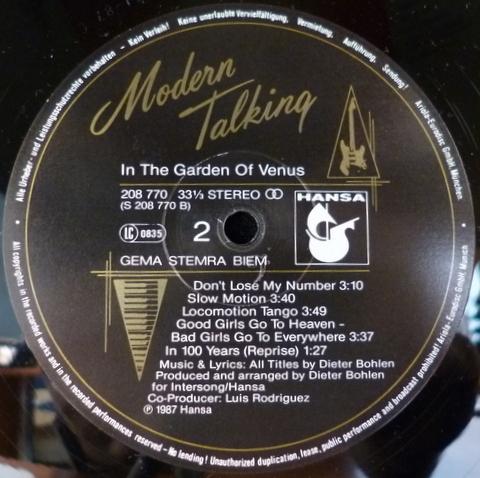 Modern
Talking
In The Garden Of Venus
208 770 33⅓ STEREO
(S 208 770 B)
HANSA
LC 0835
2
GEMA STEMRA BIEM
Don't Lose My Number 3:10
Slow Motion 3:40
Locomotion Tango 3:49
Good Girls Go To Heaven -
Bad Girls Go To Everywhere 3:37
In 100 Years (Reprise) 1:27
Music & Lyrics: All Titles by Dieter Bohlen
Produced and arranged by Dieter Bohlen
for Intersong/Hansa
Co-Producer: Luis Rodriguez
℗ 1987 Hansa
• Alle Urheber- und Leistungsschutzrechte vorbehalten – Kein Verleih! Keine unerlaubte Vervielfältigung, Vermietung, Aufführung, Sendung! Ariola-Eurodisc GmbH München •
All copyrights in the recorded works and in the recorded performances reserved – No lending! Unauthorized duplication, lease, public performance and broadcast prohibited! Ariola-Eurodisc GmbH Munich